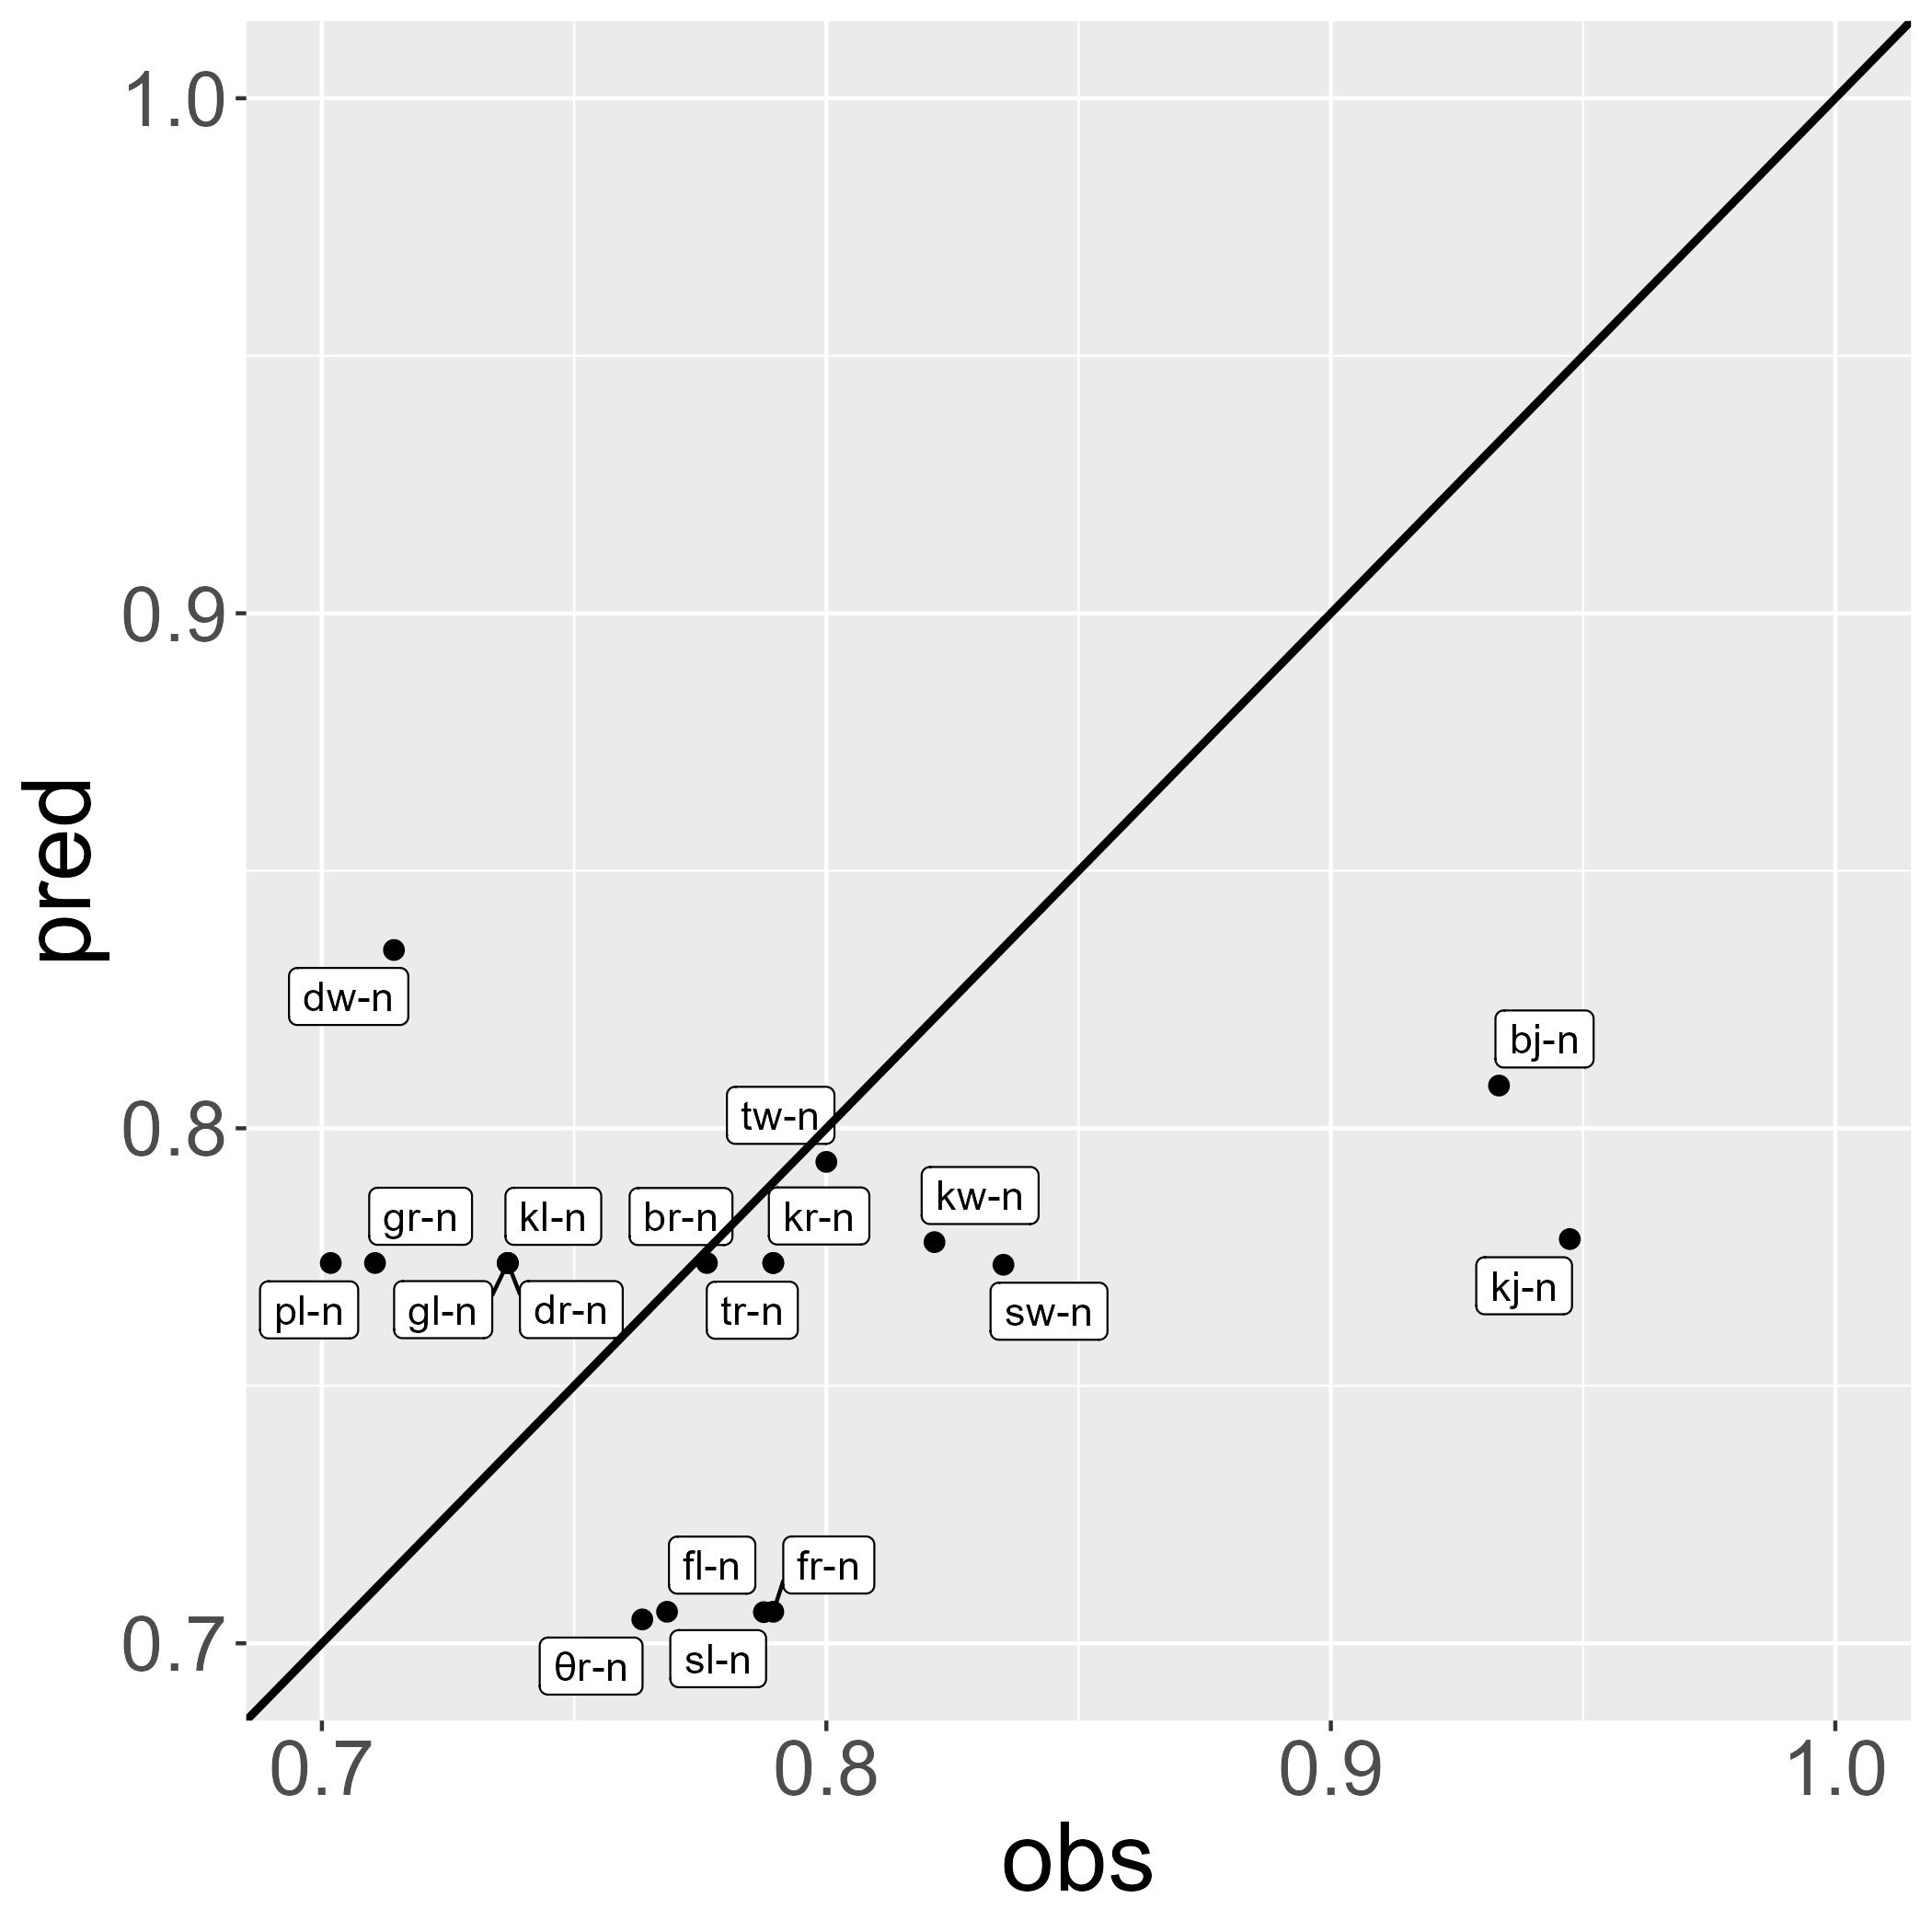 1.0
0.9
0.8
0.7
pred
dw-n
bj-n
tw-n
kw-n
gr-n
kl-n
br-n
kr-n
pl-n
gl-n
dr-n
tr-n
sw-n
kj-n
fl-n
fr-n
θr-n
sl-n
0.7
0.8
0.9
1.0
obs